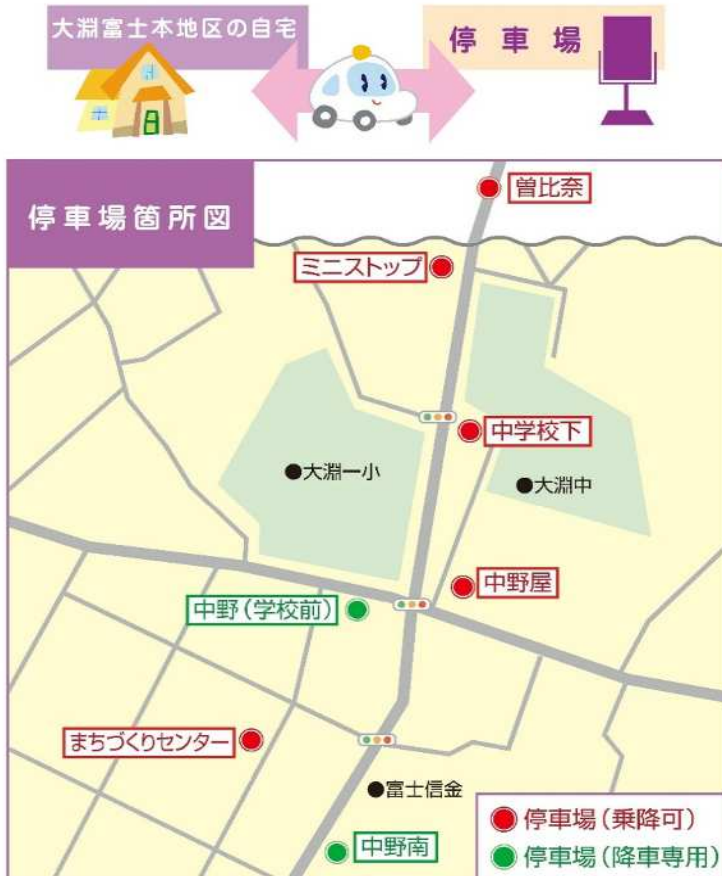 大淵富士本地区の自宅
停車場
停車場箇所図
曽比奈
ミニストップ
中学校下
●大淵一小
●大淵中
中野屋
中野(学校前)
まちづくりセンター
●富士信金
中野南
停車場(乗降可)
停車場(降車専用)